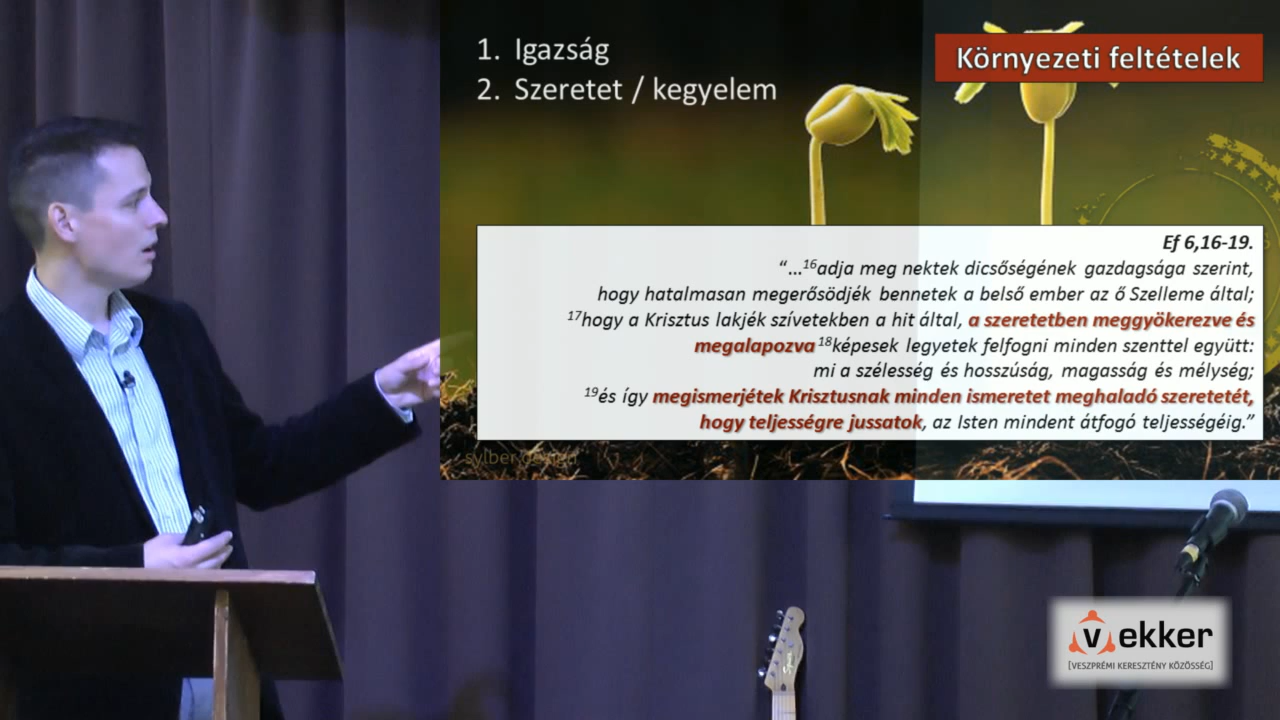 1. Igazság
2. Szeretet / kegyelem
Környezeti feltételek
Ef 6,16-19.
“...16adja meg nektek dicsőségének gazdagsága szerint,
hogy hatalmasan megerősödjék bennetek a belső ember az ő Szelleme által;
17hogy a Krisztus lakjék szívetekben a hit által, a szeretetben meggyökerezve és
megalapozva 18képesek legyetek felfogni minden szenttel együtt:
mi a szélesség és hosszúság, magasság és mélység;
19és így megismerjétek Krisztusnak minden ismeretet meghaladó szeretetét,
hogy teljességre jussatok, az Isten mindent átfogó teljességéig.”
vekker
[VESZPRÉMI KERESZTÉNY KÖZÖSSÉG]